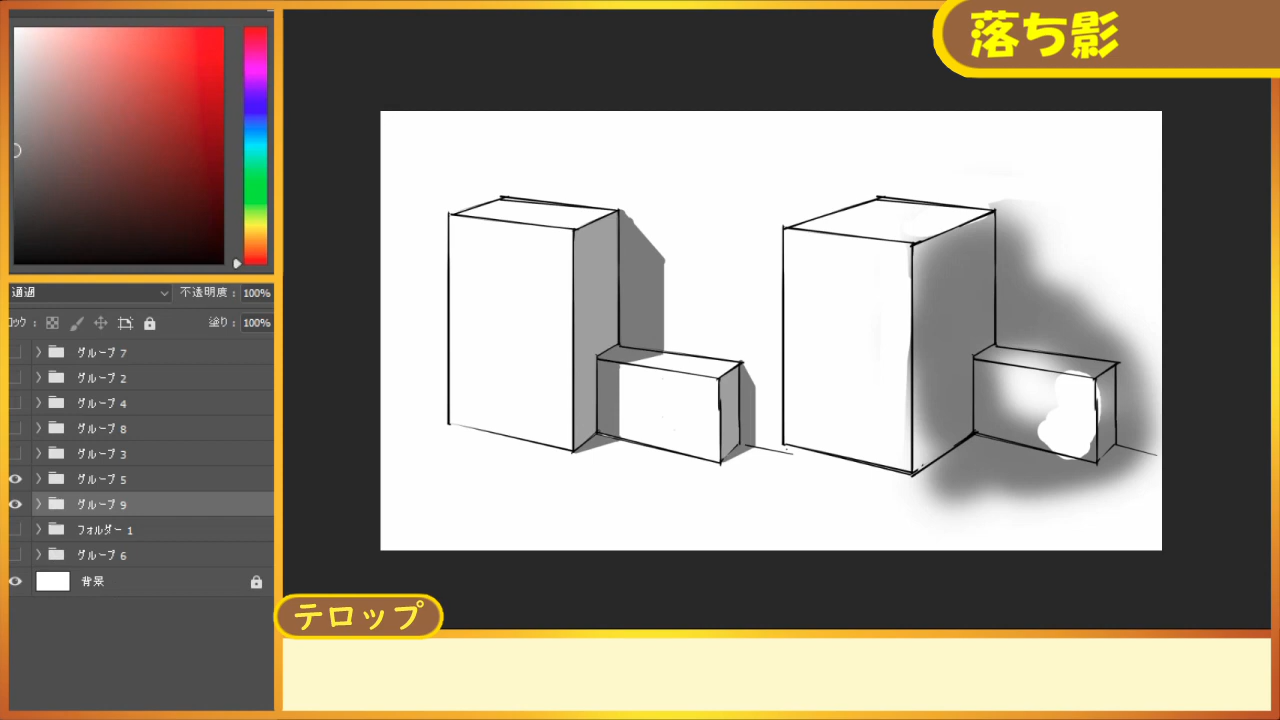 落ち影
通過
不透明度： 100%
ロック： 塗り： 100%
グループ 7
グループ 2
グループ 4
グループ 8
グループ 3
グループ 5
グループ 9
フォルダー 1
グループ 6
背景
テロップ